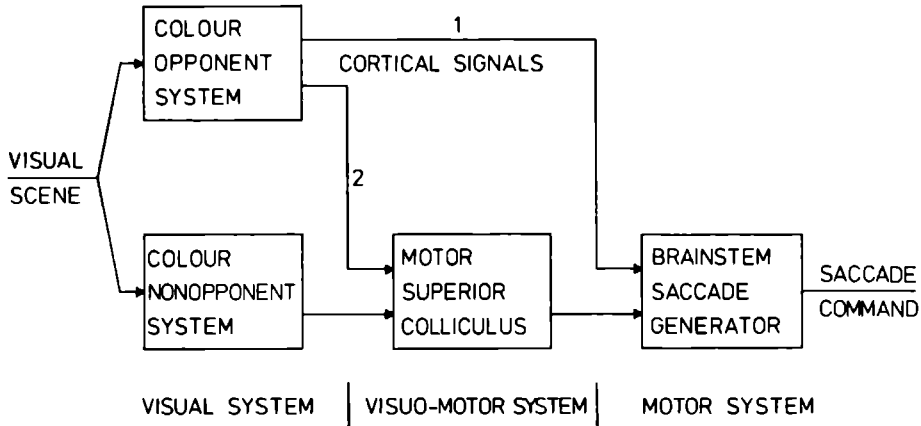 COLOUR
OPPONENT
SYSTEM
1
CORTICAL SIGNALS
VISUAL
SCENE
2
COLOUR
NONOPPONENT
SYSTEM
MOTOR
SUPERIOR
COLLICULUS
BRAINSTEM
SACCADE
GENERATOR
SACCADE
COMMAND
VISUAL SYSTEM
VISUO-MOTOR SYSTEM
MOTOR SYSTEM